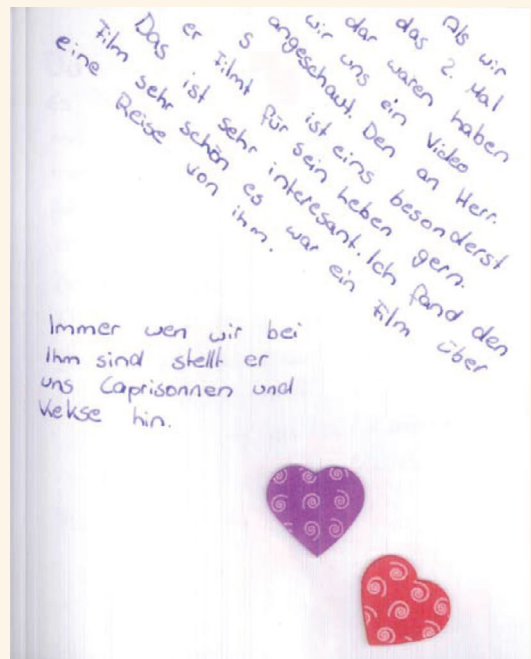 Als wir
das 2. Mal
dar waren haben
wir uns ein Video
angeschaut. Den an Herr.
S ist eins besonderst
er Filmt für sein leben gern.
Das ist sehr interesant. Ich fand den
Film sehr schön es war ein Film über
eine Reise von ihm.
Immer wen wir bei
Ihm sind stellt er
uns Caprisonnen und
Kekse hin.